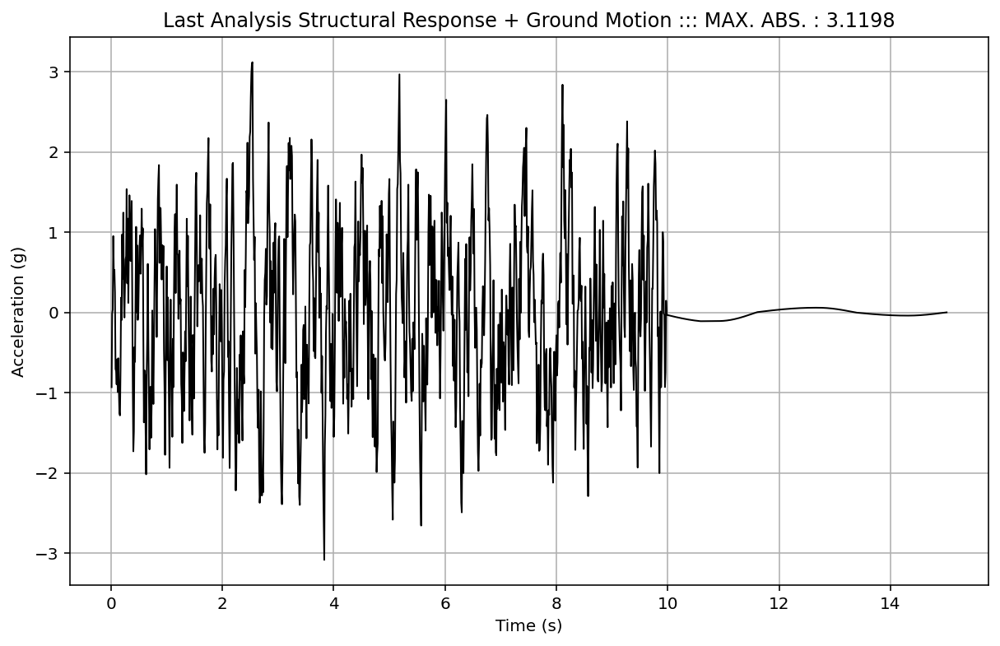 Last Analysis Structural Response + Ground Motion ::: MAX. ABS. : 3.1198
3
2
1
0
−1
−2
−3
Acceleration (g)
0 2 4 6 8 10 12 14
Time (s)